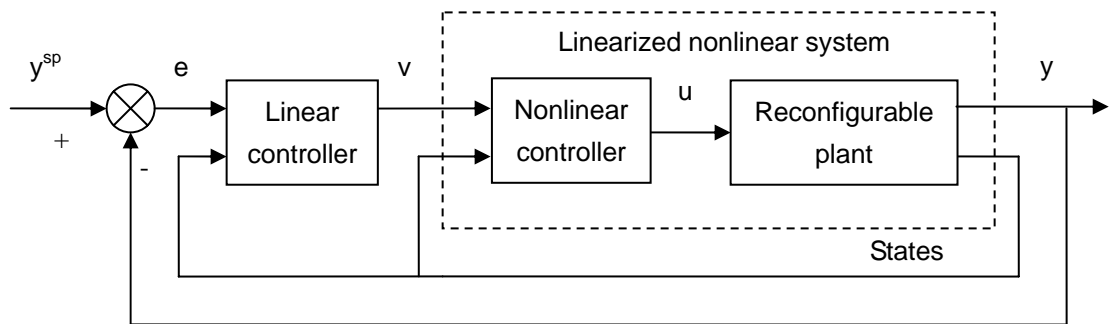 Linearized nonlinear system
y^sp
e
v
u
y
Linear
controller
Nonlinear
controller
Reconfigurable
plant
+
-
States